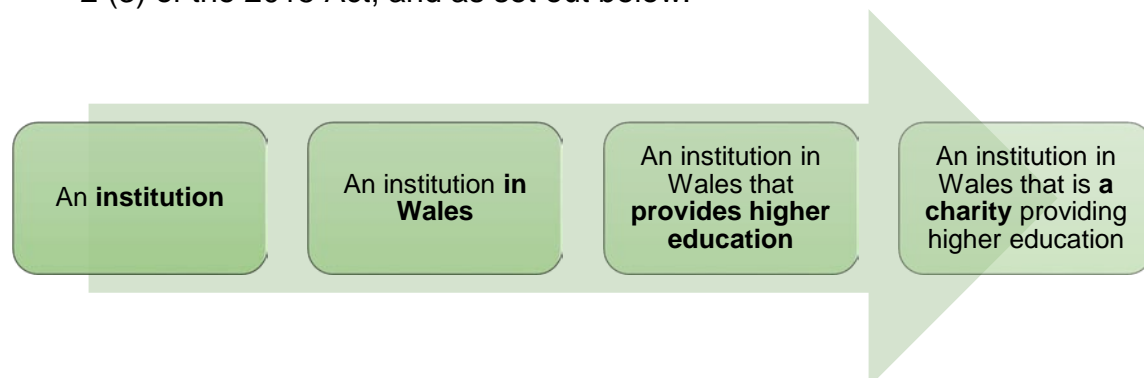 2 (3) of the 2015 Act, and as set out below:
An institution
An institution in
Wales
An institution in
Wales that
provides higher
education
An institution in
Wales that is a
charity providing
higher education